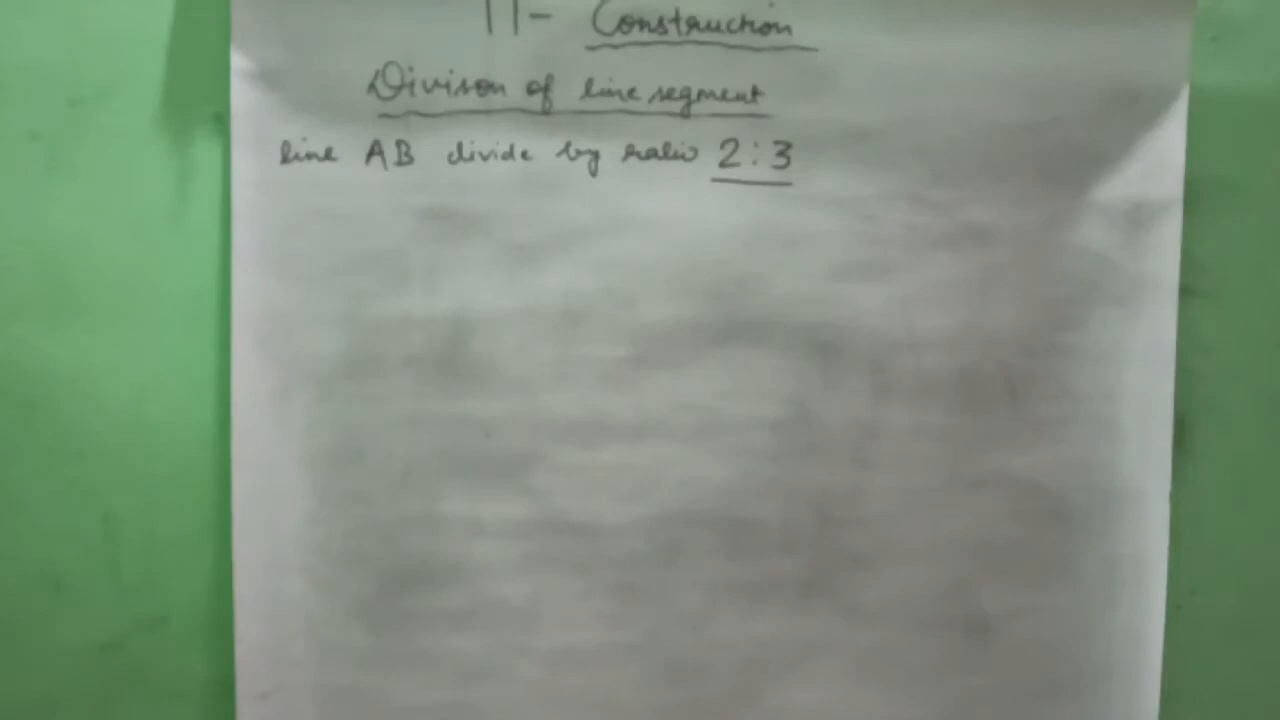 11- Construction
Divison of line segment
line AB divide by ratio 2:3